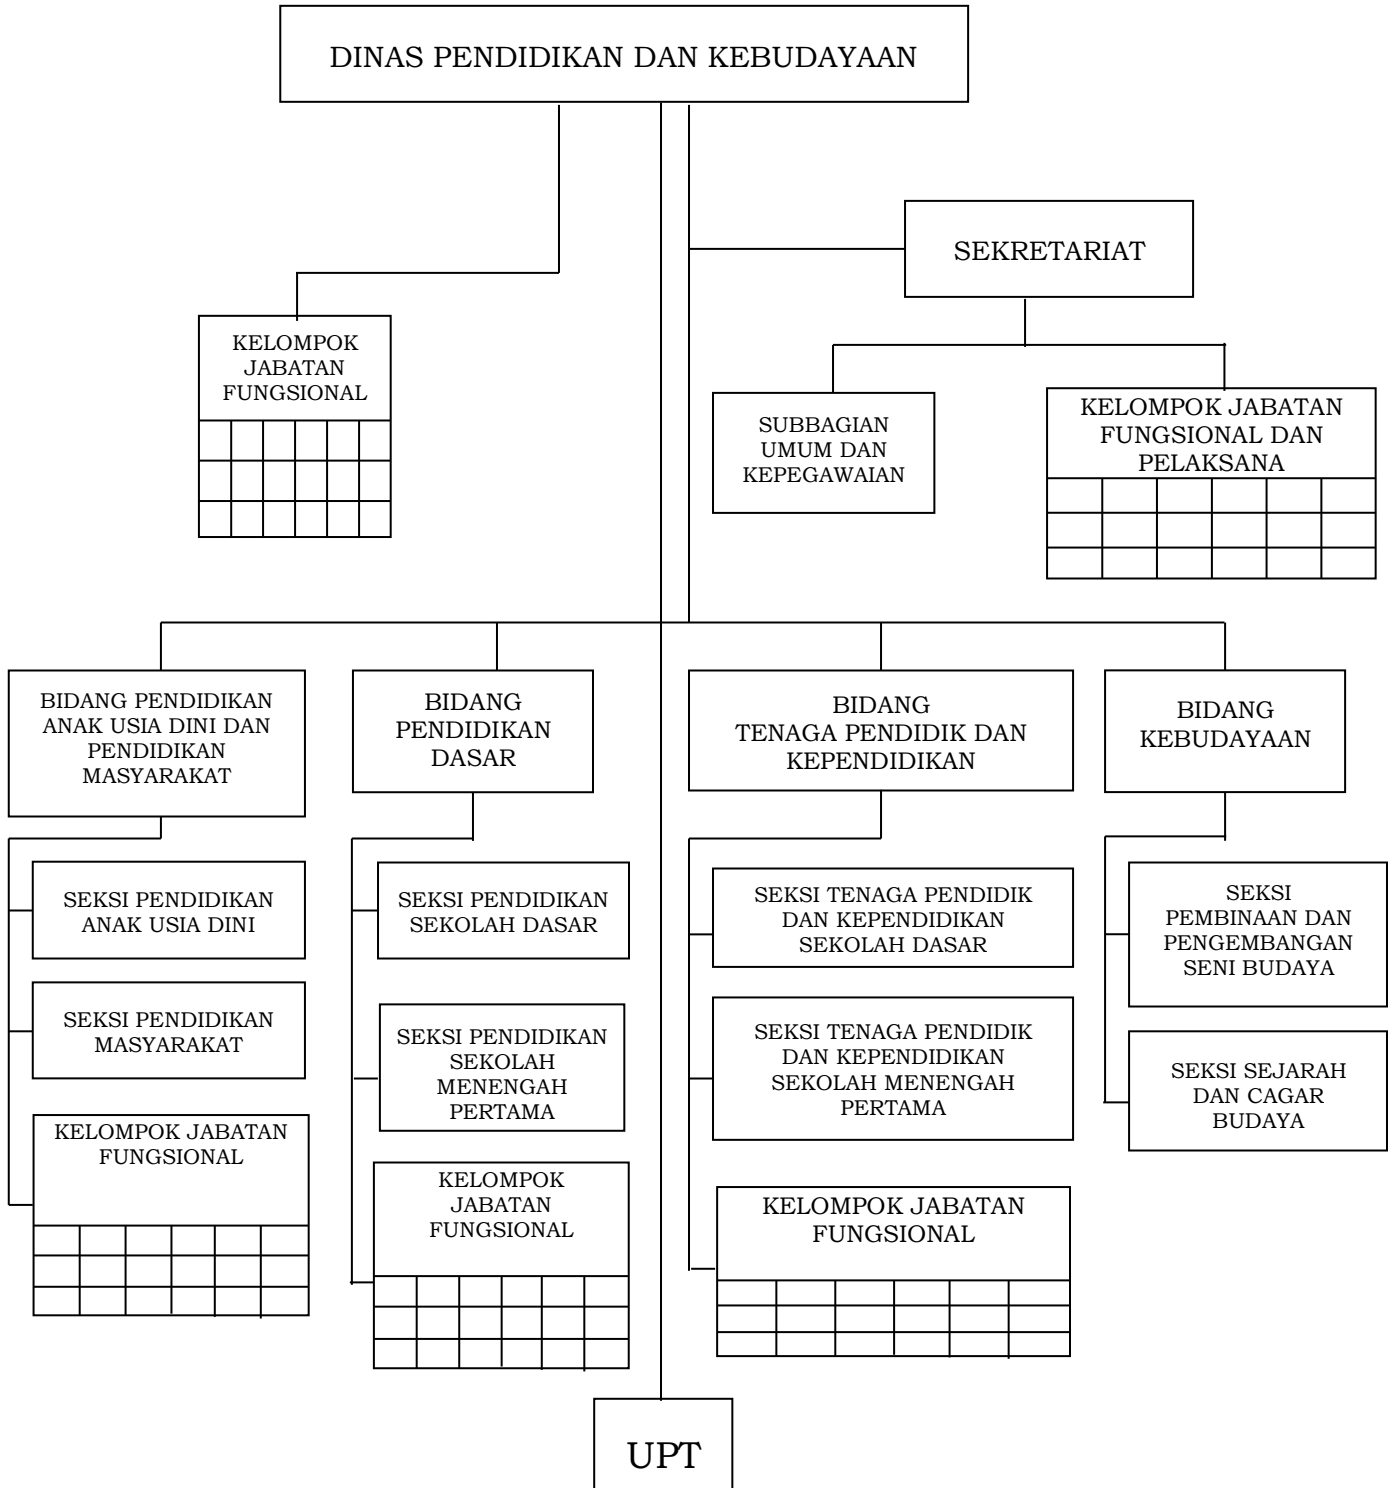 DINAS PENDIDIKAN DAN KEBUDAYAAN
SEKRETARIAT
KELOMPOK
JABATAN
FUNGSIONAL
SUBBAGIAN
UMUM DAN
KEPEGAWAIAN
KELOMPOK JABATAN
FUNGSIONAL DAN
PELAKSANA
BIDANG PENDIDIKAN
ANAK USIA DINI DAN
PENDIDIKAN
MASYARAKAT
BIDANG
PENDIDIKAN
DASAR
BIDANG
TENAGA PENDIDIK DAN
KEPENDIDIKAN
BIDANG
KEBUDAYAAN
SEKSI PENDIDIKAN
ANAK USIA DINI
SEKSI PENDIDIKAN
SEKOLAH DASAR
SEKSI TENAGA PENDIDIK
DAN KEPENDIDIKAN
SEKOLAH DASAR
SEKSI
PEMBINAAN DAN
PENGEMBANGAN
SENI BUDAYA
SEKSI PENDIDIKAN
MASYARAKAT
SEKSI PENDIDIKAN
SEKOLAH
MENENGAH
PERTAMA
SEKSI TENAGA PENDIDIK
DAN KEPENDIDIKAN
SEKOLAH MENENGAH
PERTAMA
SEKSI SEJARAH
DAN CAGAR
BUDAYA
KELOMPOK JABATAN
FUNGSIONAL
KELOMPOK
JABATAN
FUNGSIONAL
KELOMPOK JABATAN
FUNGSIONAL
UPT